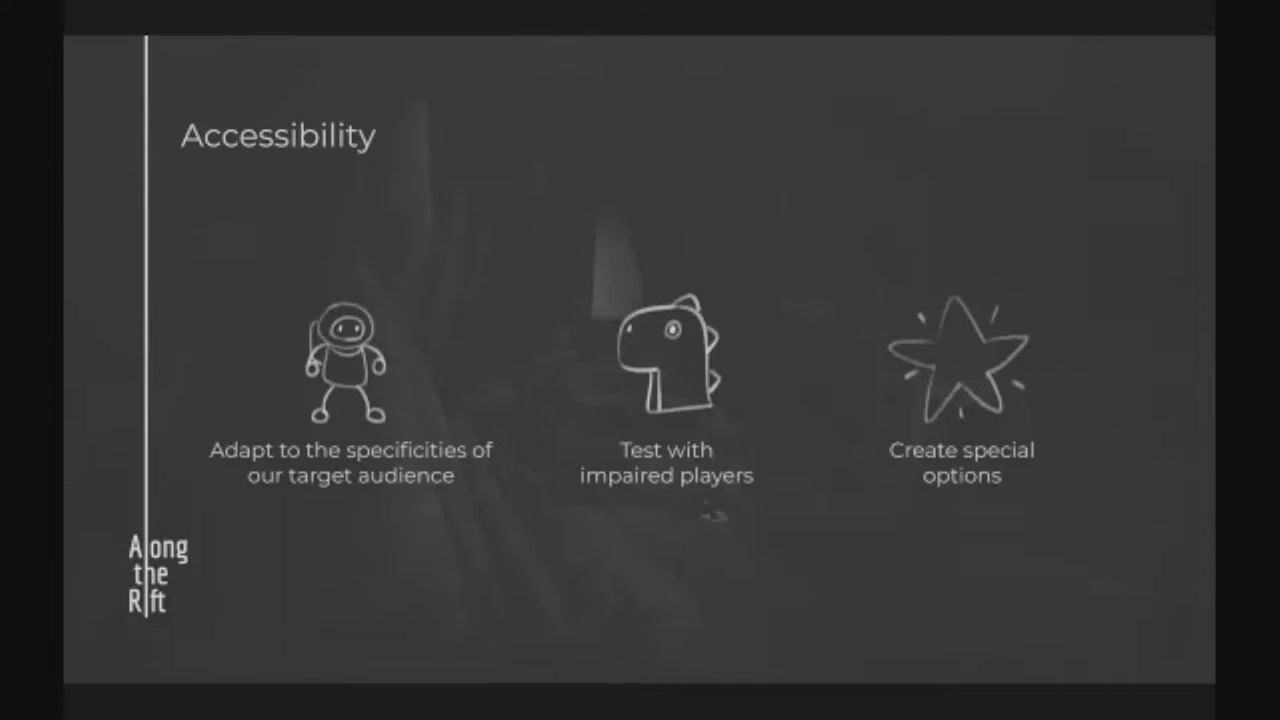 Accessibility
Adapt to the specificities of
our target audience
Test with
impaired players
Create special
options
Along
the
Rift